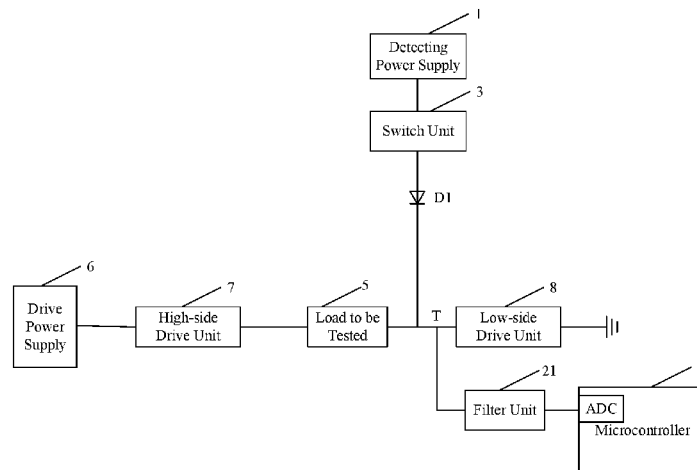 1
Detecting
Power Supply
3
Switch Unit
D1
6
7
5
8
Drive
Power
Supply
High-side
Drive Unit
Load to be
Tested
T
Low-side
Drive Unit
21
Filter Unit
ADC
Microcontroller